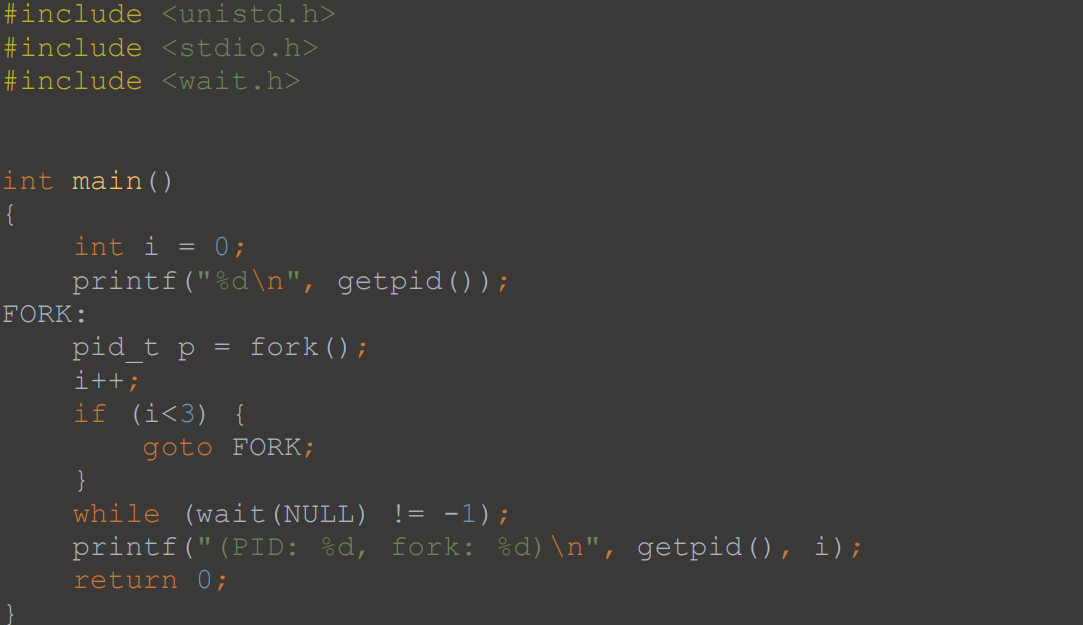 #include <unistd.h>
#include <stdio.h>
#include <wait.h>
int main()
{
    int i = 0;
    printf("%d\n", getpid());
FORK:
    pid_t p = fork();
    i++;
    if (i<3) {
        goto FORK;
    }
    while (wait(NULL) != -1);
    printf("(PID: %d, fork: %d)\n", getpid(), i);
    return 0;
}